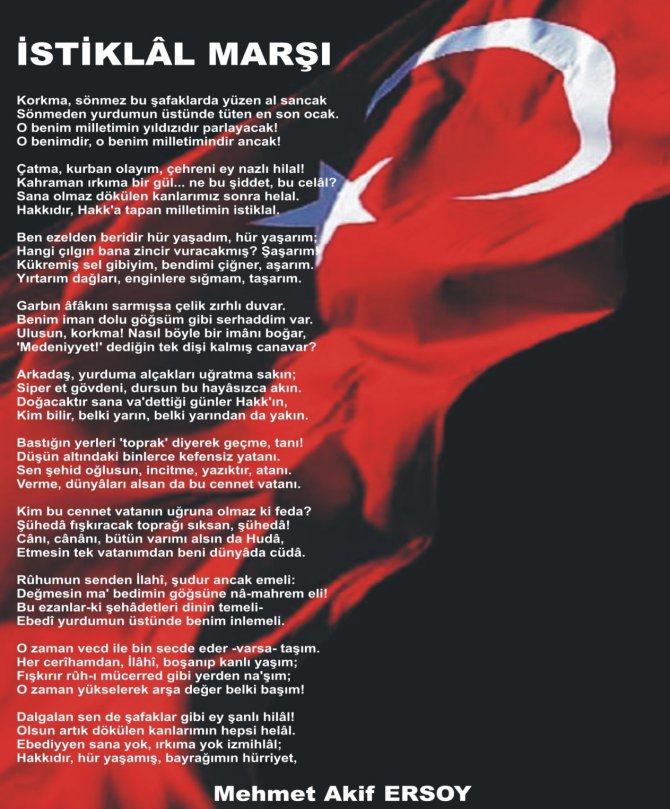 İSTİKLÂL MARŞI
Korkma, sönmez bu şafaklarda yüzen al sancak
Sönmeden yurdumun üstünde tüten en son ocak.
O benim milletimin yıldızıdır parlayacak!
O benimdir, o benim milletimindir ancak!
Çatma, kurban olayım, çehreni ey nazlı hilal!
Kahraman ırkıma bir gül... ne bu şiddet, bu celâl?
Sana olmaz dökülen kanlarımız sonra helal.
Hakkıdır, Hakk'a tapan milletimin istiklal.
Ben ezelden beridir hür yaşadım, hür yaşarım;
Hangi çılgın bana zincir vuracakmış? Şaşarım!
Kükremiş sel gibiyim, bendimi çiğner, aşarım.
Yırtarım dağları, enginlere sığmam, taşarım.
Garbın âfâkını sarmışsa çelik zırhlı duvar.
Benim iman dolu göğsüm gibi serhaddim var.
Ulusun, korkma! Nasıl böyle bir imânı boğar,
'Medeniyyet!' dediğin tek dişi kalmış canavar?
Arkadaş, yurduma alçakları uğratma sakın;
Siper et gövdeni, dursun bu hayâsızca akın.
Doğacaktır sana va'dettiği günler Hakk'ın,
Kim bilir, belki yarın, belki yarından da yakın.
Bastığın yerleri 'toprak' diyerek geçme, tanı!
Düşün altındaki binlerce kefensiz yatanı.
Sen şehid oğlusun, incitme, yazıktır, atanı.
Verme, dünyâları alsan da bu cennet vatanı.
Kim bu cennet vatanın uğruna olmaz ki feda?
Şühedâ fışkıracak toprağı sıksan, şühedâ!
Cânı, cânânı, bütün varımı alsın da Hudâ,
Etmesin tek vatanımdan beni dünyâda cüdâ.
Rûhumun senden İlahî, şudur ancak emeli:
Değmesin ma' bedimin göğsüne nâ-mahrem eli!
Bu ezanlar-ki şehâdetleri dinin temeli-
Ebedî yurdumun üstünde benim inlemeli.
O zaman vecd ile bin secde eder -varsa- taşım.
Her cerîhamdan, İlâhî, boşanıp kanlı yaşım;
Fışkırır rûh-ı mücerred gibi yerden na'şım;
O zaman yükselerek arşa değer belki başım!
Dalgalan sen de şafaklar gibi ey şanlı hilâl!
Olsun artık dökülen kanlarımın hepsi helâl.
Ebediyyen sana yok, ırkıma yok izmihlâl;
Hakkıdır, hür yaşamış, bayrağımın hürriyet,
Mehmet Akif ERSOY